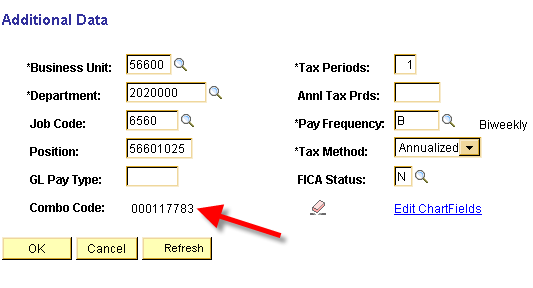 Additional Data
*Business Unit: 56600 *Tax Periods: 1
*Department: 2020000 Annl Tax Prds:
Job Code: 6560 *Pay Frequency: B Biweekly
Position: 56601025 *Tax Method: Annualized
GL Pay Type: FICA Status: N
Combo Code: 000117783 Edit ChartFields
OK Cancel Refresh